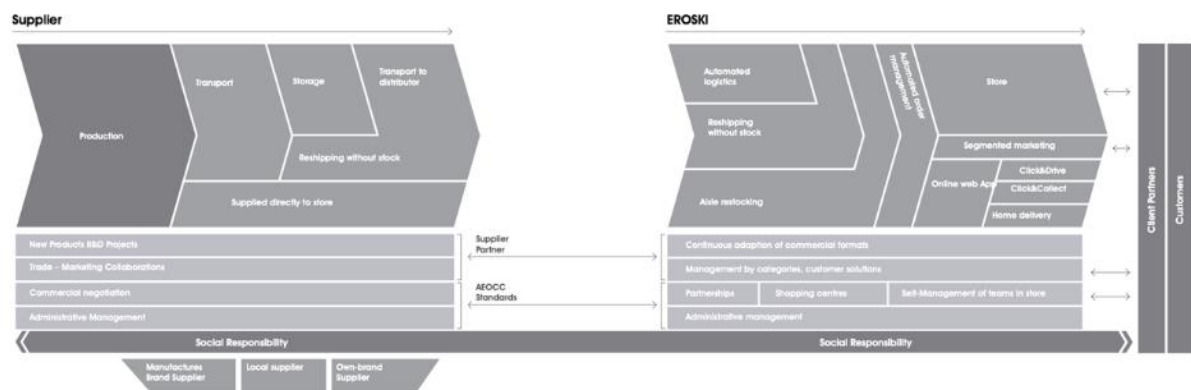 Supplier
Production
Transport
Storage
Transport to
distributor
Reshipping without stock
Supplied directly to store
New Products R&D Projects
Trade - Marketing Collaborations
Commercial negotiation
Administrative Management
Supplier
Partner
AEOCC
Standards
EROSKI
Automated
logistics
Reshipping
without stock
Aisle restocking
Automated order
management
Store
Segmented marketing
Online web App
Click&Drive
Click&Collect
Home delivery
Continuous adaption of commercial formats
Management by categories, customer solutions
Partnerships
Shopping centres
Self-Management of teams in store
Administrative management
Client Partners
Customers
Social Responsibility
Social Responsibility
Manufactures
Brand Supplier
Local supplier
Own-brand
Supplier